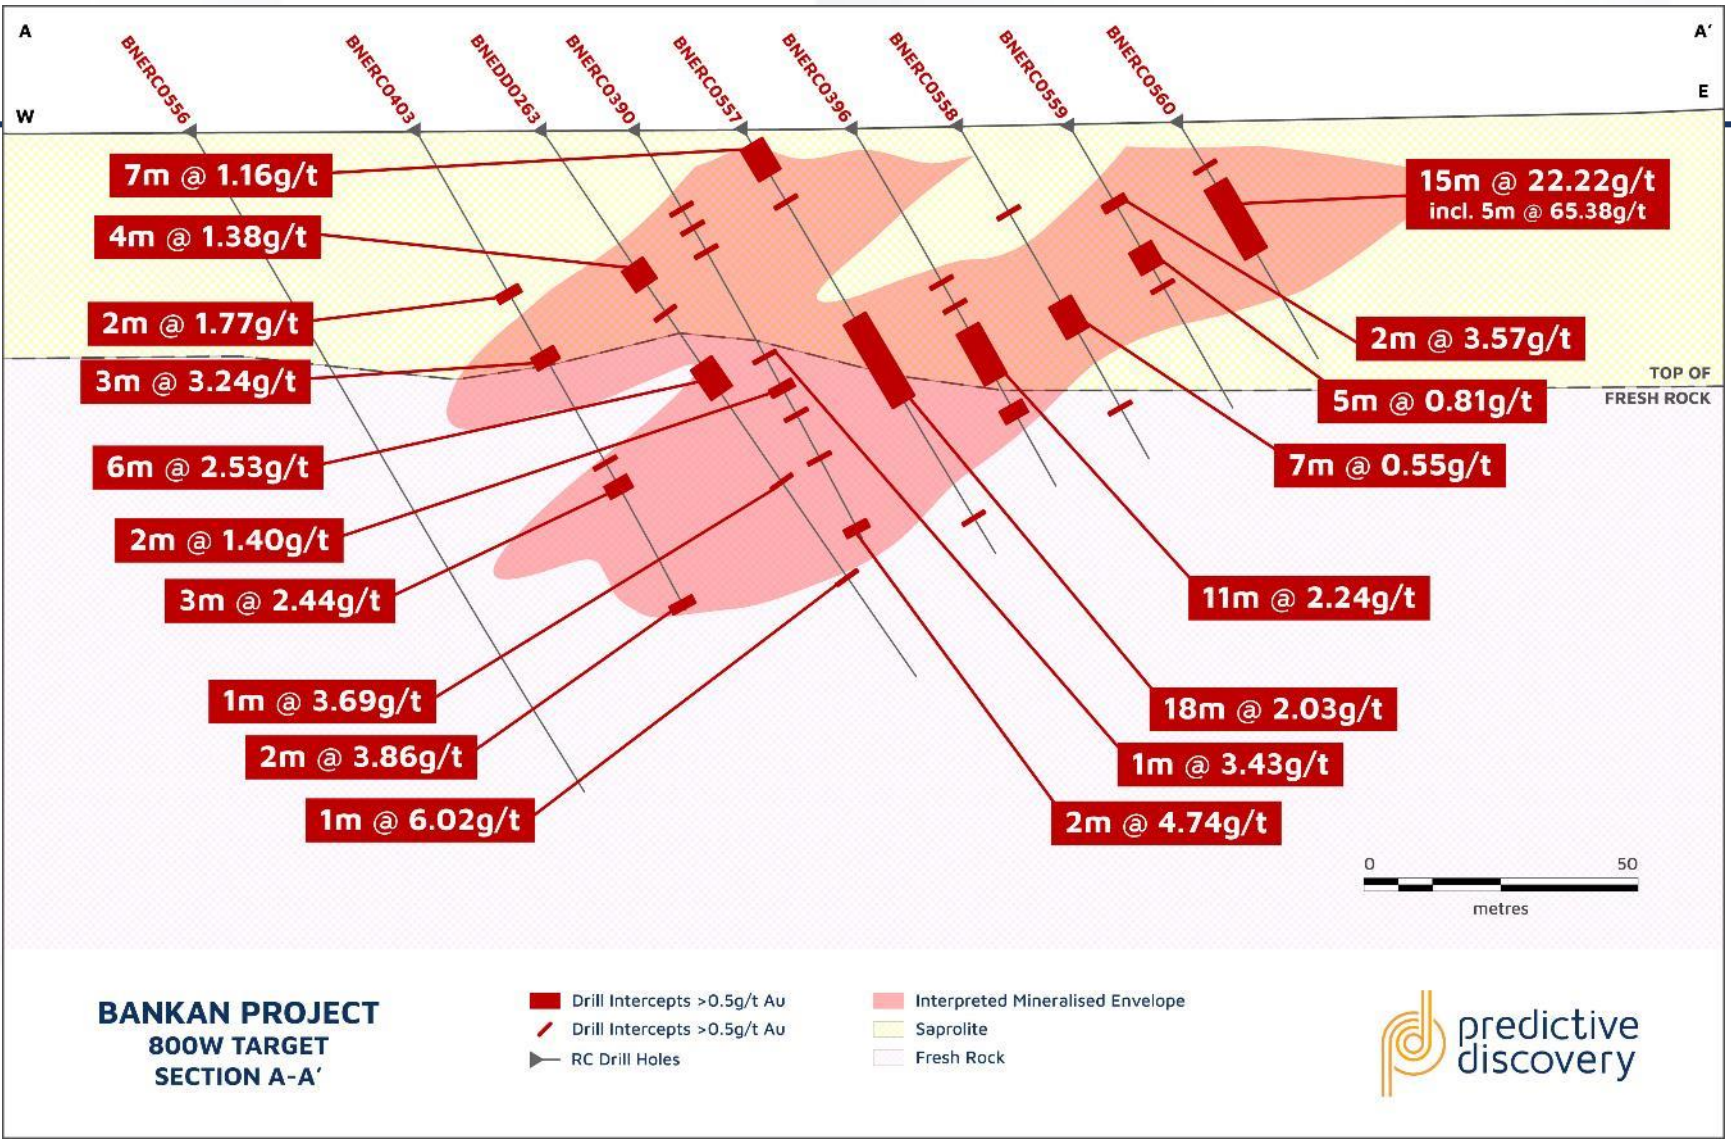 A
A′
W
E
BNERC0556
BNERC0403
BNEDD0263
BNERC0390
BNERC0557
BNERC0396
BNERC0558
BNERC0559
BNERC0560
7m @ 1.16g/t
4m @ 1.38g/t
2m @ 1.77g/t
3m @ 3.24g/t
6m @ 2.53g/t
2m @ 1.40g/t
3m @ 2.44g/t
1m @ 3.69g/t
2m @ 3.86g/t
1m @ 6.02g/t
15m @ 22.22g/t
incl. 5m @ 65.38g/t
2m @ 3.57g/t
TOP OF
FRESH ROCK
5m @ 0.81g/t
7m @ 0.55g/t
11m @ 2.24g/t
18m @ 2.03g/t
1m @ 3.43g/t
2m @ 4.74g/t
0 50
metres
BANKAN PROJECT
800W TARGET
SECTION A-A′
Drill Intercepts >0.5g/t Au
Drill Intercepts >0.5g/t Au
RC Drill Holes
Interpreted Mineralised Envelope
Saprolite
Fresh Rock
predictive
discovery